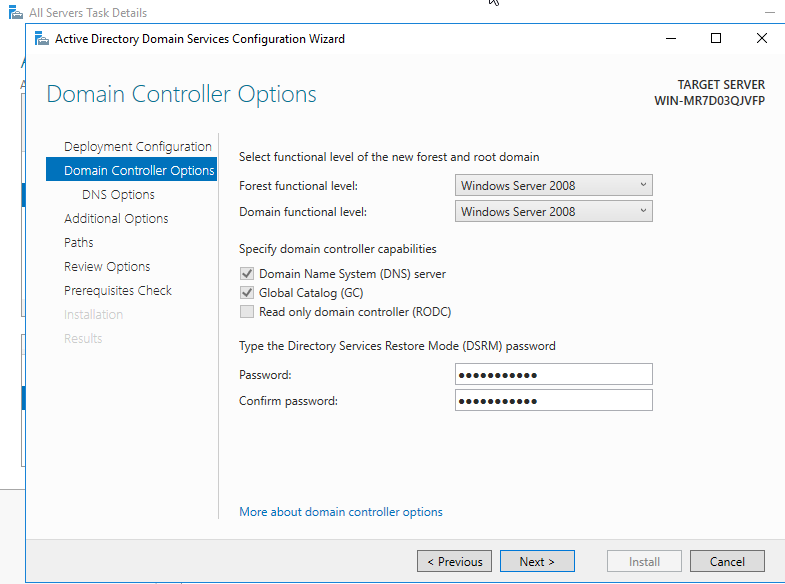 All Servers Task Details
Active Directory Domain Services Configuration Wizard
Domain Controller Options
TARGET SERVER
WIN-MR7D03QJVFP
Deployment Configuration
Domain Controller Options
DNS Options
Additional Options
Paths
Review Options
Prerequisites Check
Installation
Results
Select functional level of the new forest and root domain
Forest functional level: Windows Server 2008
Domain functional level: Windows Server 2008
Specify domain controller capabilities
Domain Name System (DNS) server
Global Catalog (GC)
Read only domain controller (RODC)
Type the Directory Services Restore Mode (DSRM) password
Password: ●●●●●●●●●●●
Confirm password: ●●●●●●●●●●●
More about domain controller options
< Previous Next > Install Cancel